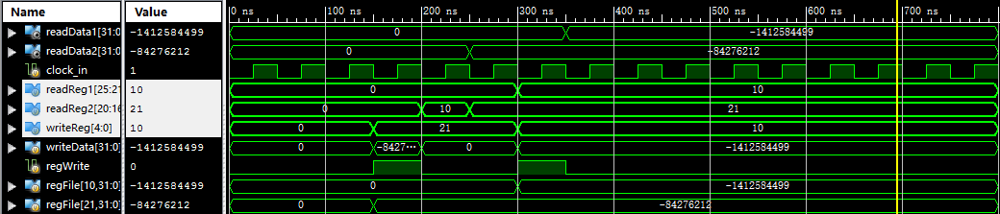 Name Value 0 ns 100 ns 200 ns 300 ns 400 ns 500 ns 600 ns 700 ns
readData1[31:0 -1412584499 0 -1412584499
readData2[31:0 -84276212 0 -84276212
clock_in 1
readReg1[25:21 10 0 10
readReg2[20:16 21 0 10 21
writeReg[4:0] 10 0 21 10
writeData[31:0] -1412584499 0 -8427... 0 -1412584499
regWrite 0
regFile[10,31:0] -1412584499 0 -1412584499
regFile[21,31:0] -84276212 0 -84276212